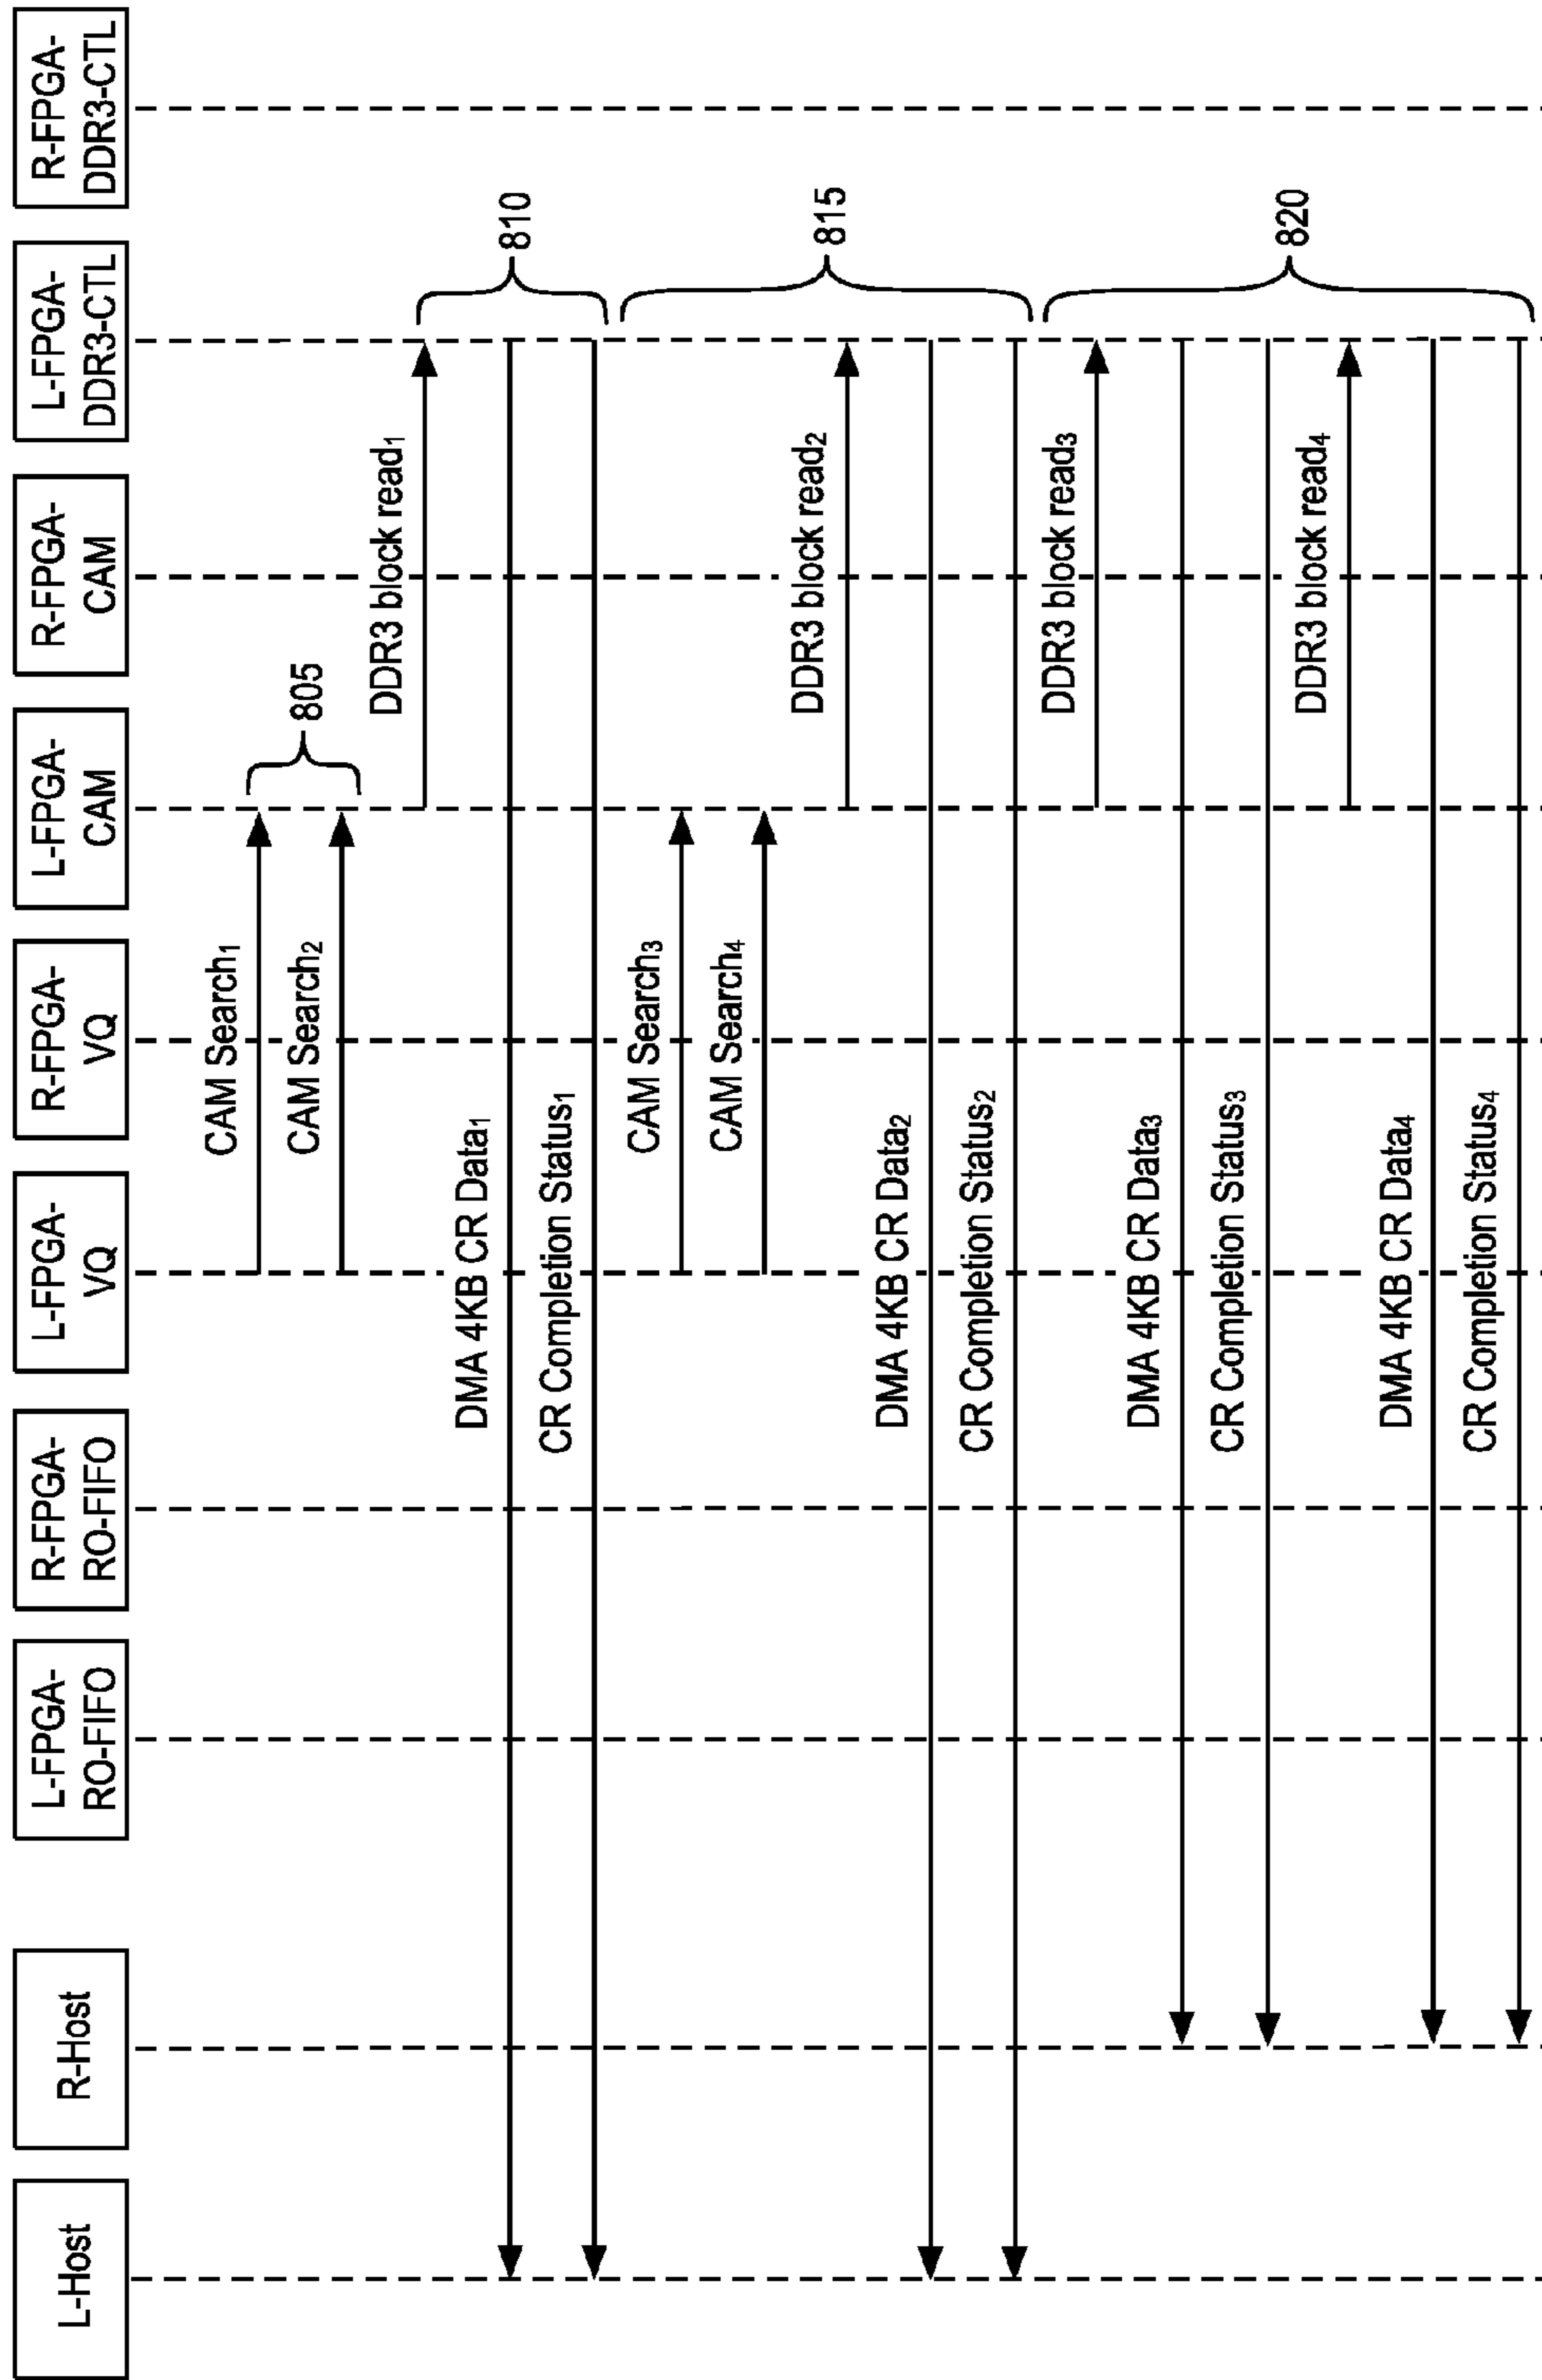 L-Host
R-Host
L-FPGA-
RO-FIFO
R-FPGA-
RO-FIFO
L-FPGA-
VQ
R-FPGA-
VQ
L-FPGA-
CAM
R-FPGA-
CAM
L-FPGA-
DDR3-CTL
R-FPGA-
DDR3-CTL
CAM Search₁
CAM Search₂
805
DDR3 block read₁
DMA 4KB CR Data₁
CR Completion Status₁
810
CAM Search₃
CAM Search₄
DDR3 block read₂
DMA 4KB CR Data₂
CR Completion Status₂
815
DDR3 block read₃
DMA 4KB CR Data₃
CR Completion Status₃
DDR3 block read₄
DMA 4KB CR Data₄
CR Completion Status₄
820